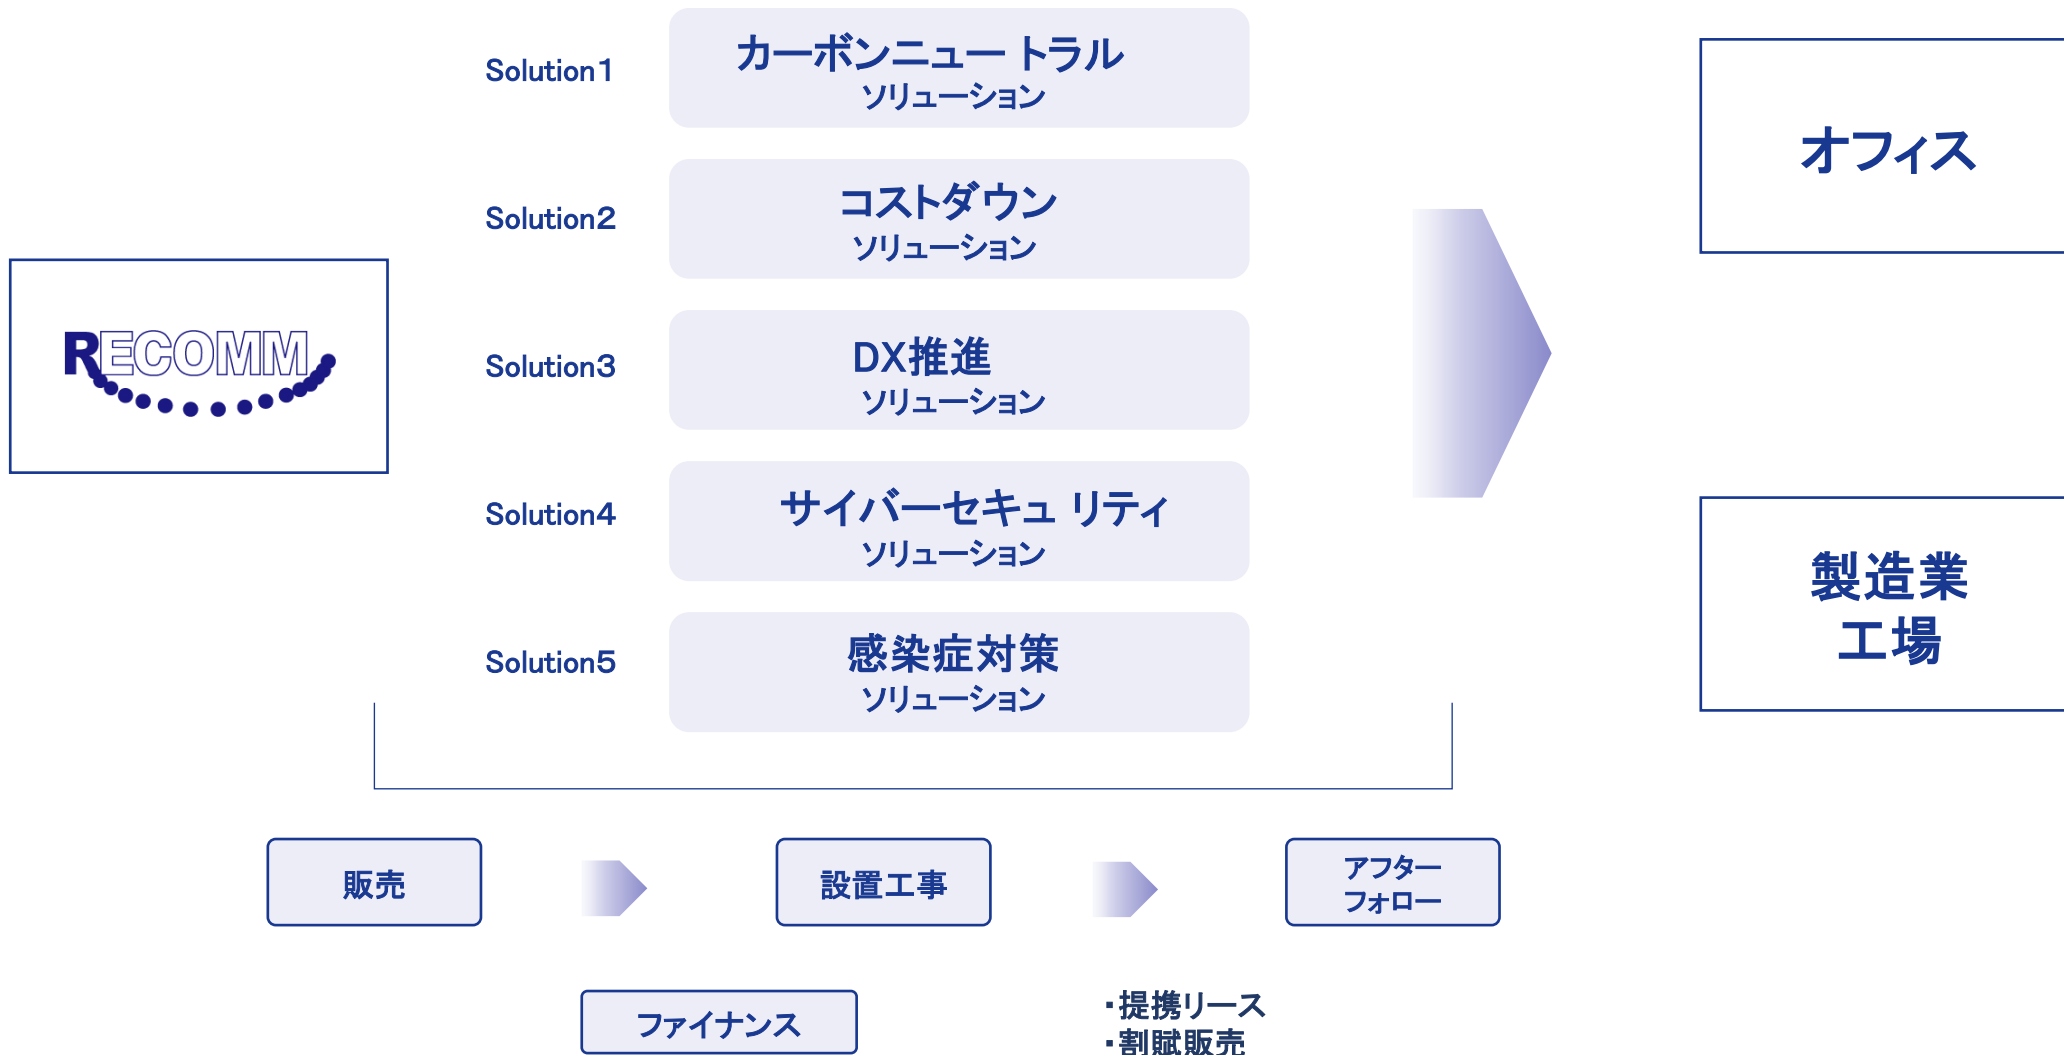 RECOMM
Solution1
カーボンニュートラル
ソリューション
Solution2
コストダウン
ソリューション
Solution3
DX推進
ソリューション
Solution4
サイバーセキュリティ
ソリューション
Solution5
感染症対策
ソリューション
オフィス
製造業
工場
販売
設置工事
アフター
フォロー
ファイナンス
・提携リース
・割賦販売